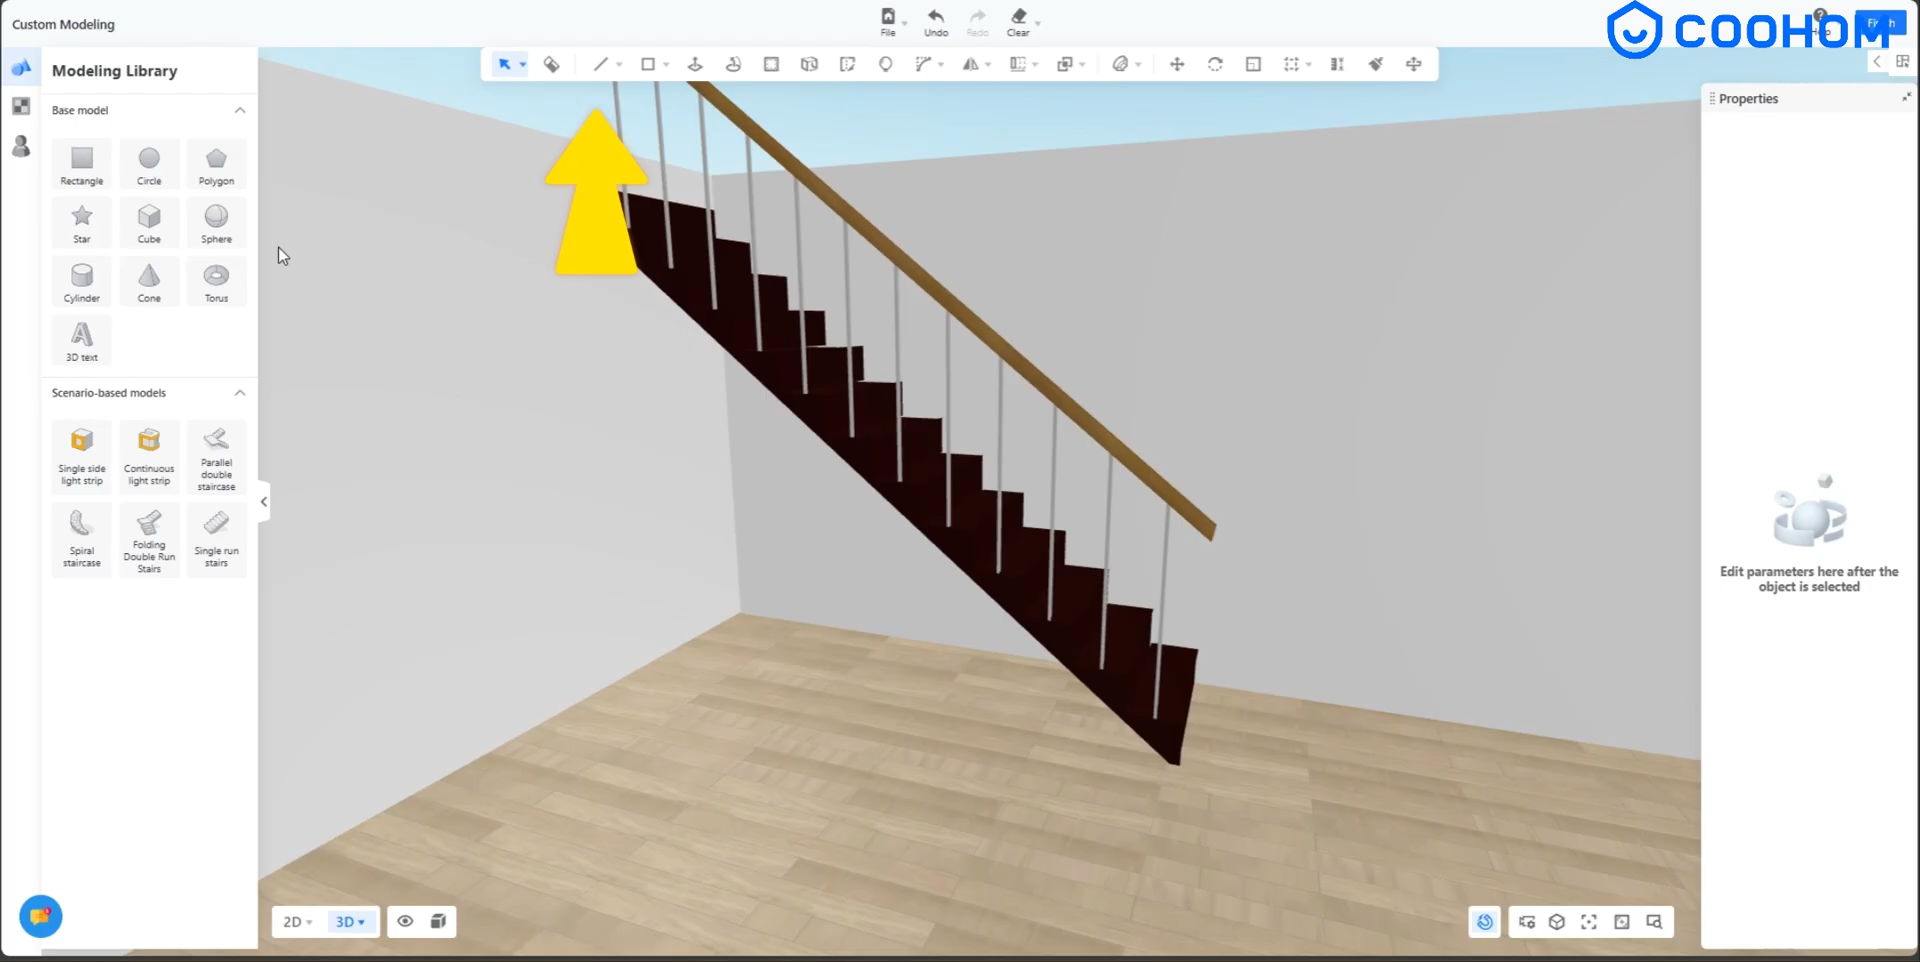 Custom Modeling
File
Undo
Redo
Clear
COOHOM
Modeling Library
Base model
Rectangle
Circle
Polygon
Star
Cube
Sphere
Cylinder
Cone
Torus
3D text
Scenario-based models
Single side
light strip
Continuous
light strip
Parallel
double
staircase
Spiral
staircase
Folding
Double Run
Stairs
Single run
stairs
Properties
Edit parameters here after the
object is selected
2D
3D